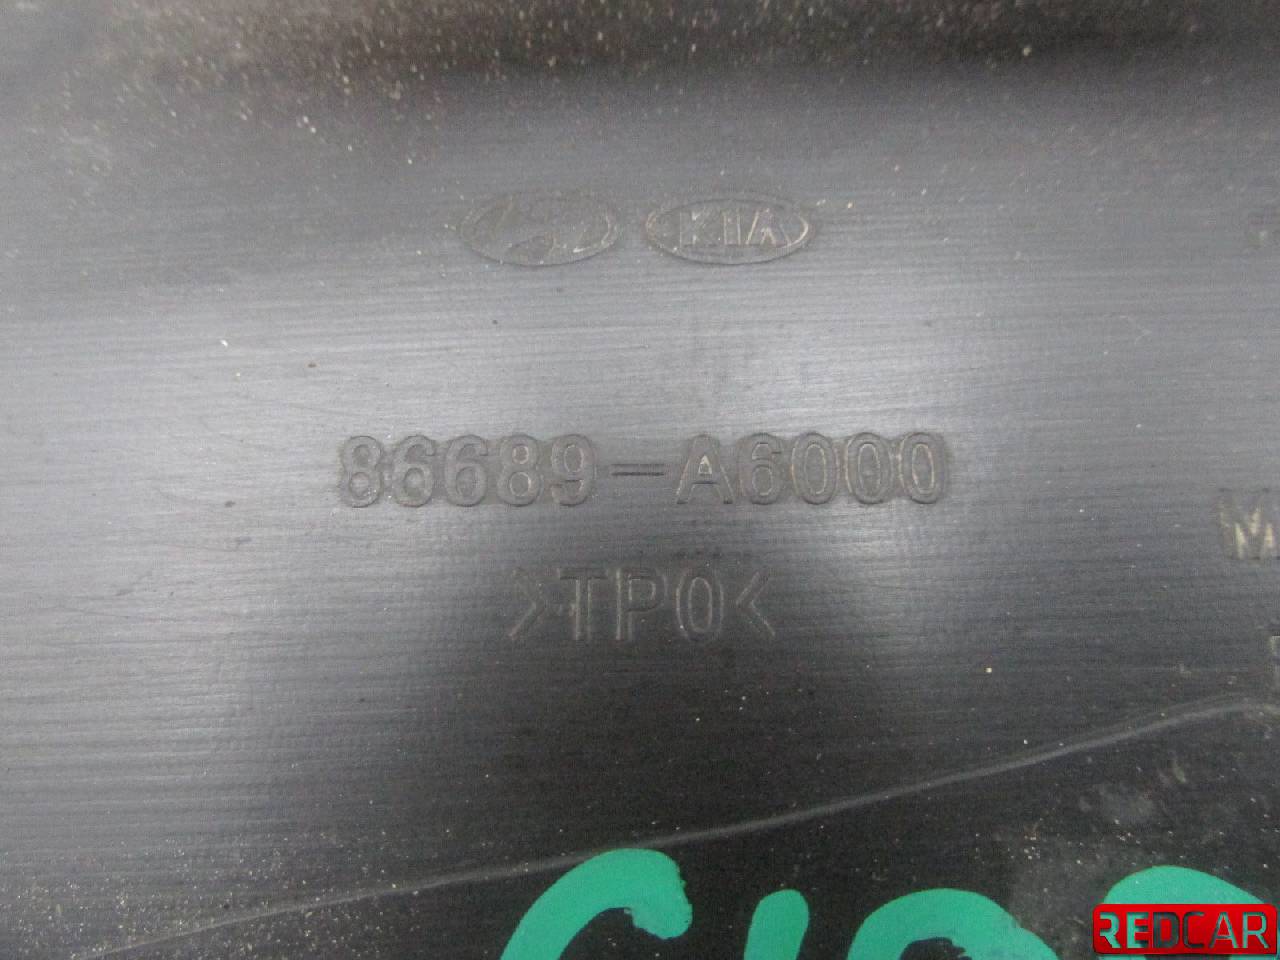 KIA
86689-A6000
>TPO<
M
REDCAR